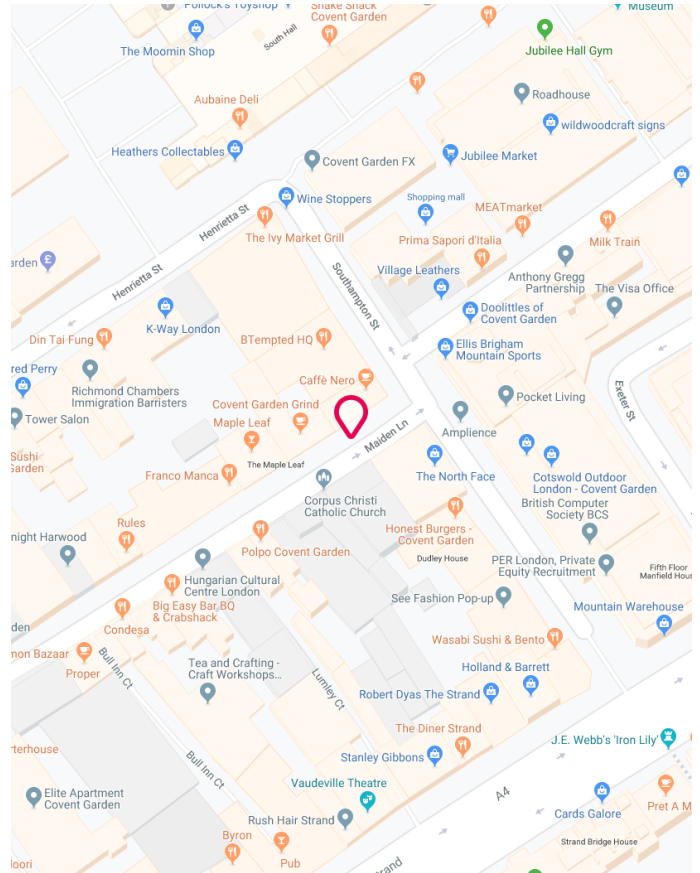 Pollock's Toyshop
Shake Shack
Covent Garden
Museum
The Moomin Shop
South Hall
Jubilee Hall Gym
Roadhouse
Aubaine Deli
wildwoodcraft signs
Heathers Collectables
Covent Garden FX
Jubilee Market
Wine Stoppers
Shopping mall
MEATmarket
Henrietta St
The Ivy Market Grill
Prima Sapori d'Italia
Milk Train
arden
Village Leathers
Anthony Gregg
Partnership
The Visa Office
Henrietta St
Southampton St
Doolittles of
Covent Garden
K-Way London
Din Tai Fung
BTempted HQ
Ellis Brigham
Mountain Sports
red Perry
Caffè Nero
Richmond Chambers
Immigration Barristers
Pocket Living
Exeter St
Covent Garden Grind
Maple Leaf
Tower Salon
Amplience
Maiden Ln
Sushi
Garden
The Maple Leaf
Franco Manca
The North Face
Cotswold Outdoor
London - Covent Garden
Corpus Christi
Catholic Church
British Computer
Society BCS
Rules
Honest Burgers -
Covent Garden
night Harwood
Polpo Covent Garden
Dudley House
PER London, Private
Equity Recruitment
Fifth Floor
Manfield Hous
Hungarian Cultural
Centre London
See Fashion Pop-up
Big Easy Bar.BQ
& Crabshack
Mountain Warehouse
den
Condesa
Wasabi Sushi & Bento
mon Bazaar
Proper
Bull Inn Ct
Tea and Crafting -
Craft Workshops...
Lumley Ct
Holland & Barrett
Robert Dyas The Strand
The Diner Strand
J.E. Webb's 'Iron Lily'
rterhouse
Bull Inn Ct
Stanley Gibbons
Vaudeville Theatre
A4
Elite Apartment
Covent Garden
Rush Hair Strand
Cards Galore
Pret A M
Byron
Pub
Strand Bridge House
loori
trand